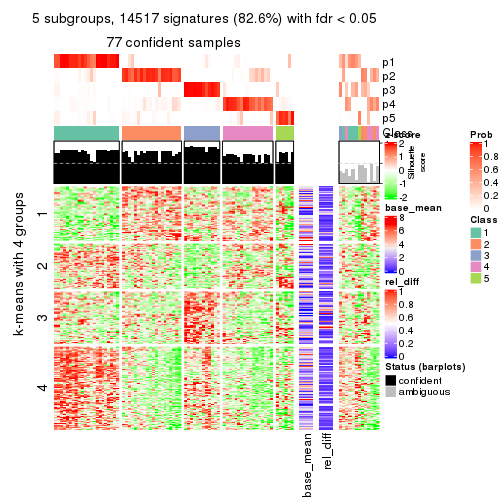 5 subgroups, 14517 signatures (82.6%) with fdr < 0.05
77 confident samples
p1
p2
p3
p4
p5
Class
1
2
3
4
k-means with 4 groups
base_mean
rel_diff
z-score
2
1
0
-1
-2
Silhouette
score
base_mean
8
6
4
2
0
rel_diff
1
0.8
0.6
0.4
0.2
0
Status (barplots)
confident
ambiguous
Prob
1
0.8
0.6
0.4
0.2
0
Class
1
2
3
4
5